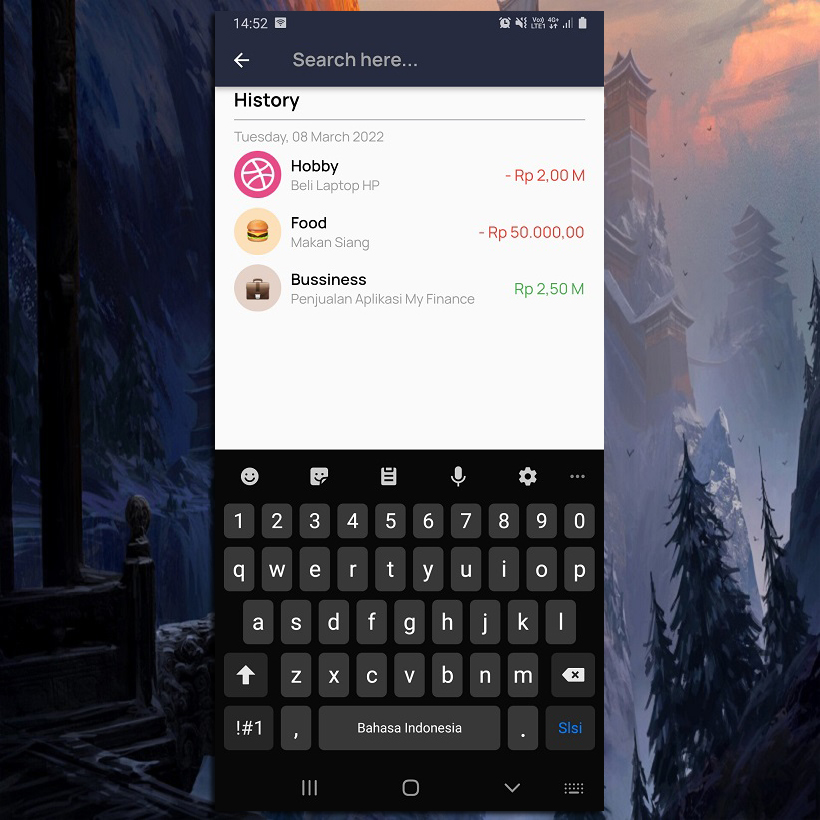 14:52
Vo) 4G+
LTE1
Search here...
History
Tuesday, 08 March 2022
Hobby
Beli Laptop HP
- Rp 2,00 M
Food
Makan Siang
- Rp 50.000,00
Bussiness
Penjualan Aplikasi My Finance
Rp 2,50 M
1 2 3 4 5 6 7 8 9 0
q w e r t y u i o p
a s d f g h j k l
z x c v b n m
!#1 , Bahasa Indonesia . Slsi